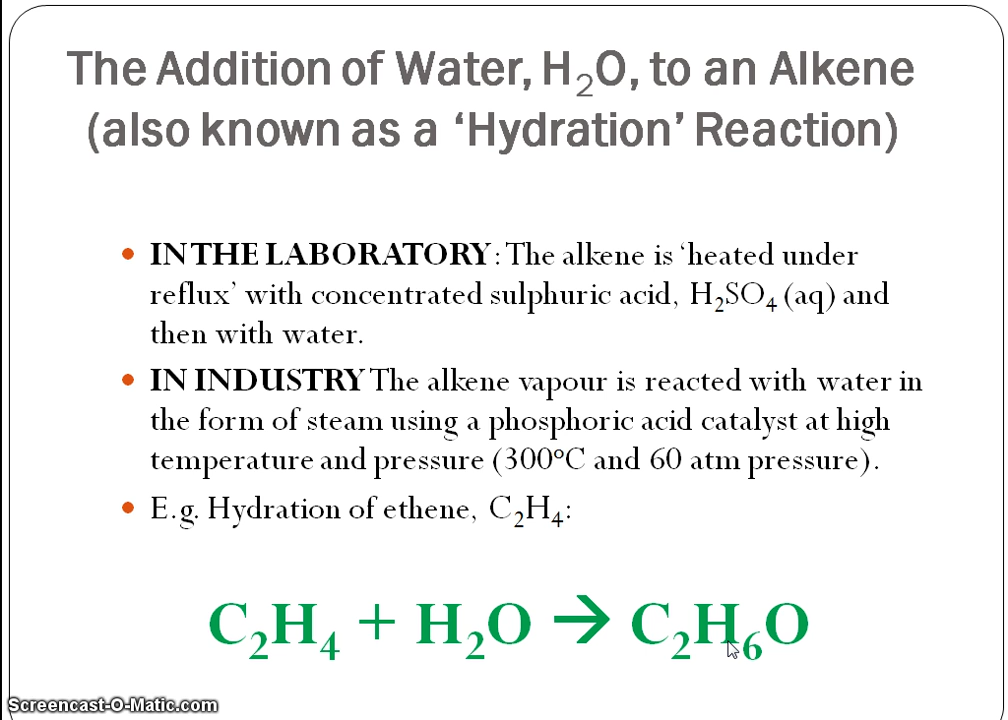 The Addition of Water, H₂O, to an Alkene
(also known as a ‘Hydration’ Reaction)
• IN THE LABORATORY: The alkene is ‘heated under
reflux’ with concentrated sulphuric acid, H₂SO₄ (aq) and
then with water.
• IN INDUSTRY The alkene vapour is reacted with water in
the form of steam using a phosphoric acid catalyst at high
temperature and pressure (300°C and 60 atm pressure).
• E.g. Hydration of ethene, C₂H₄:
C₂H₄ + H₂O → C₂H₆O
Screencast-O-Matic.com